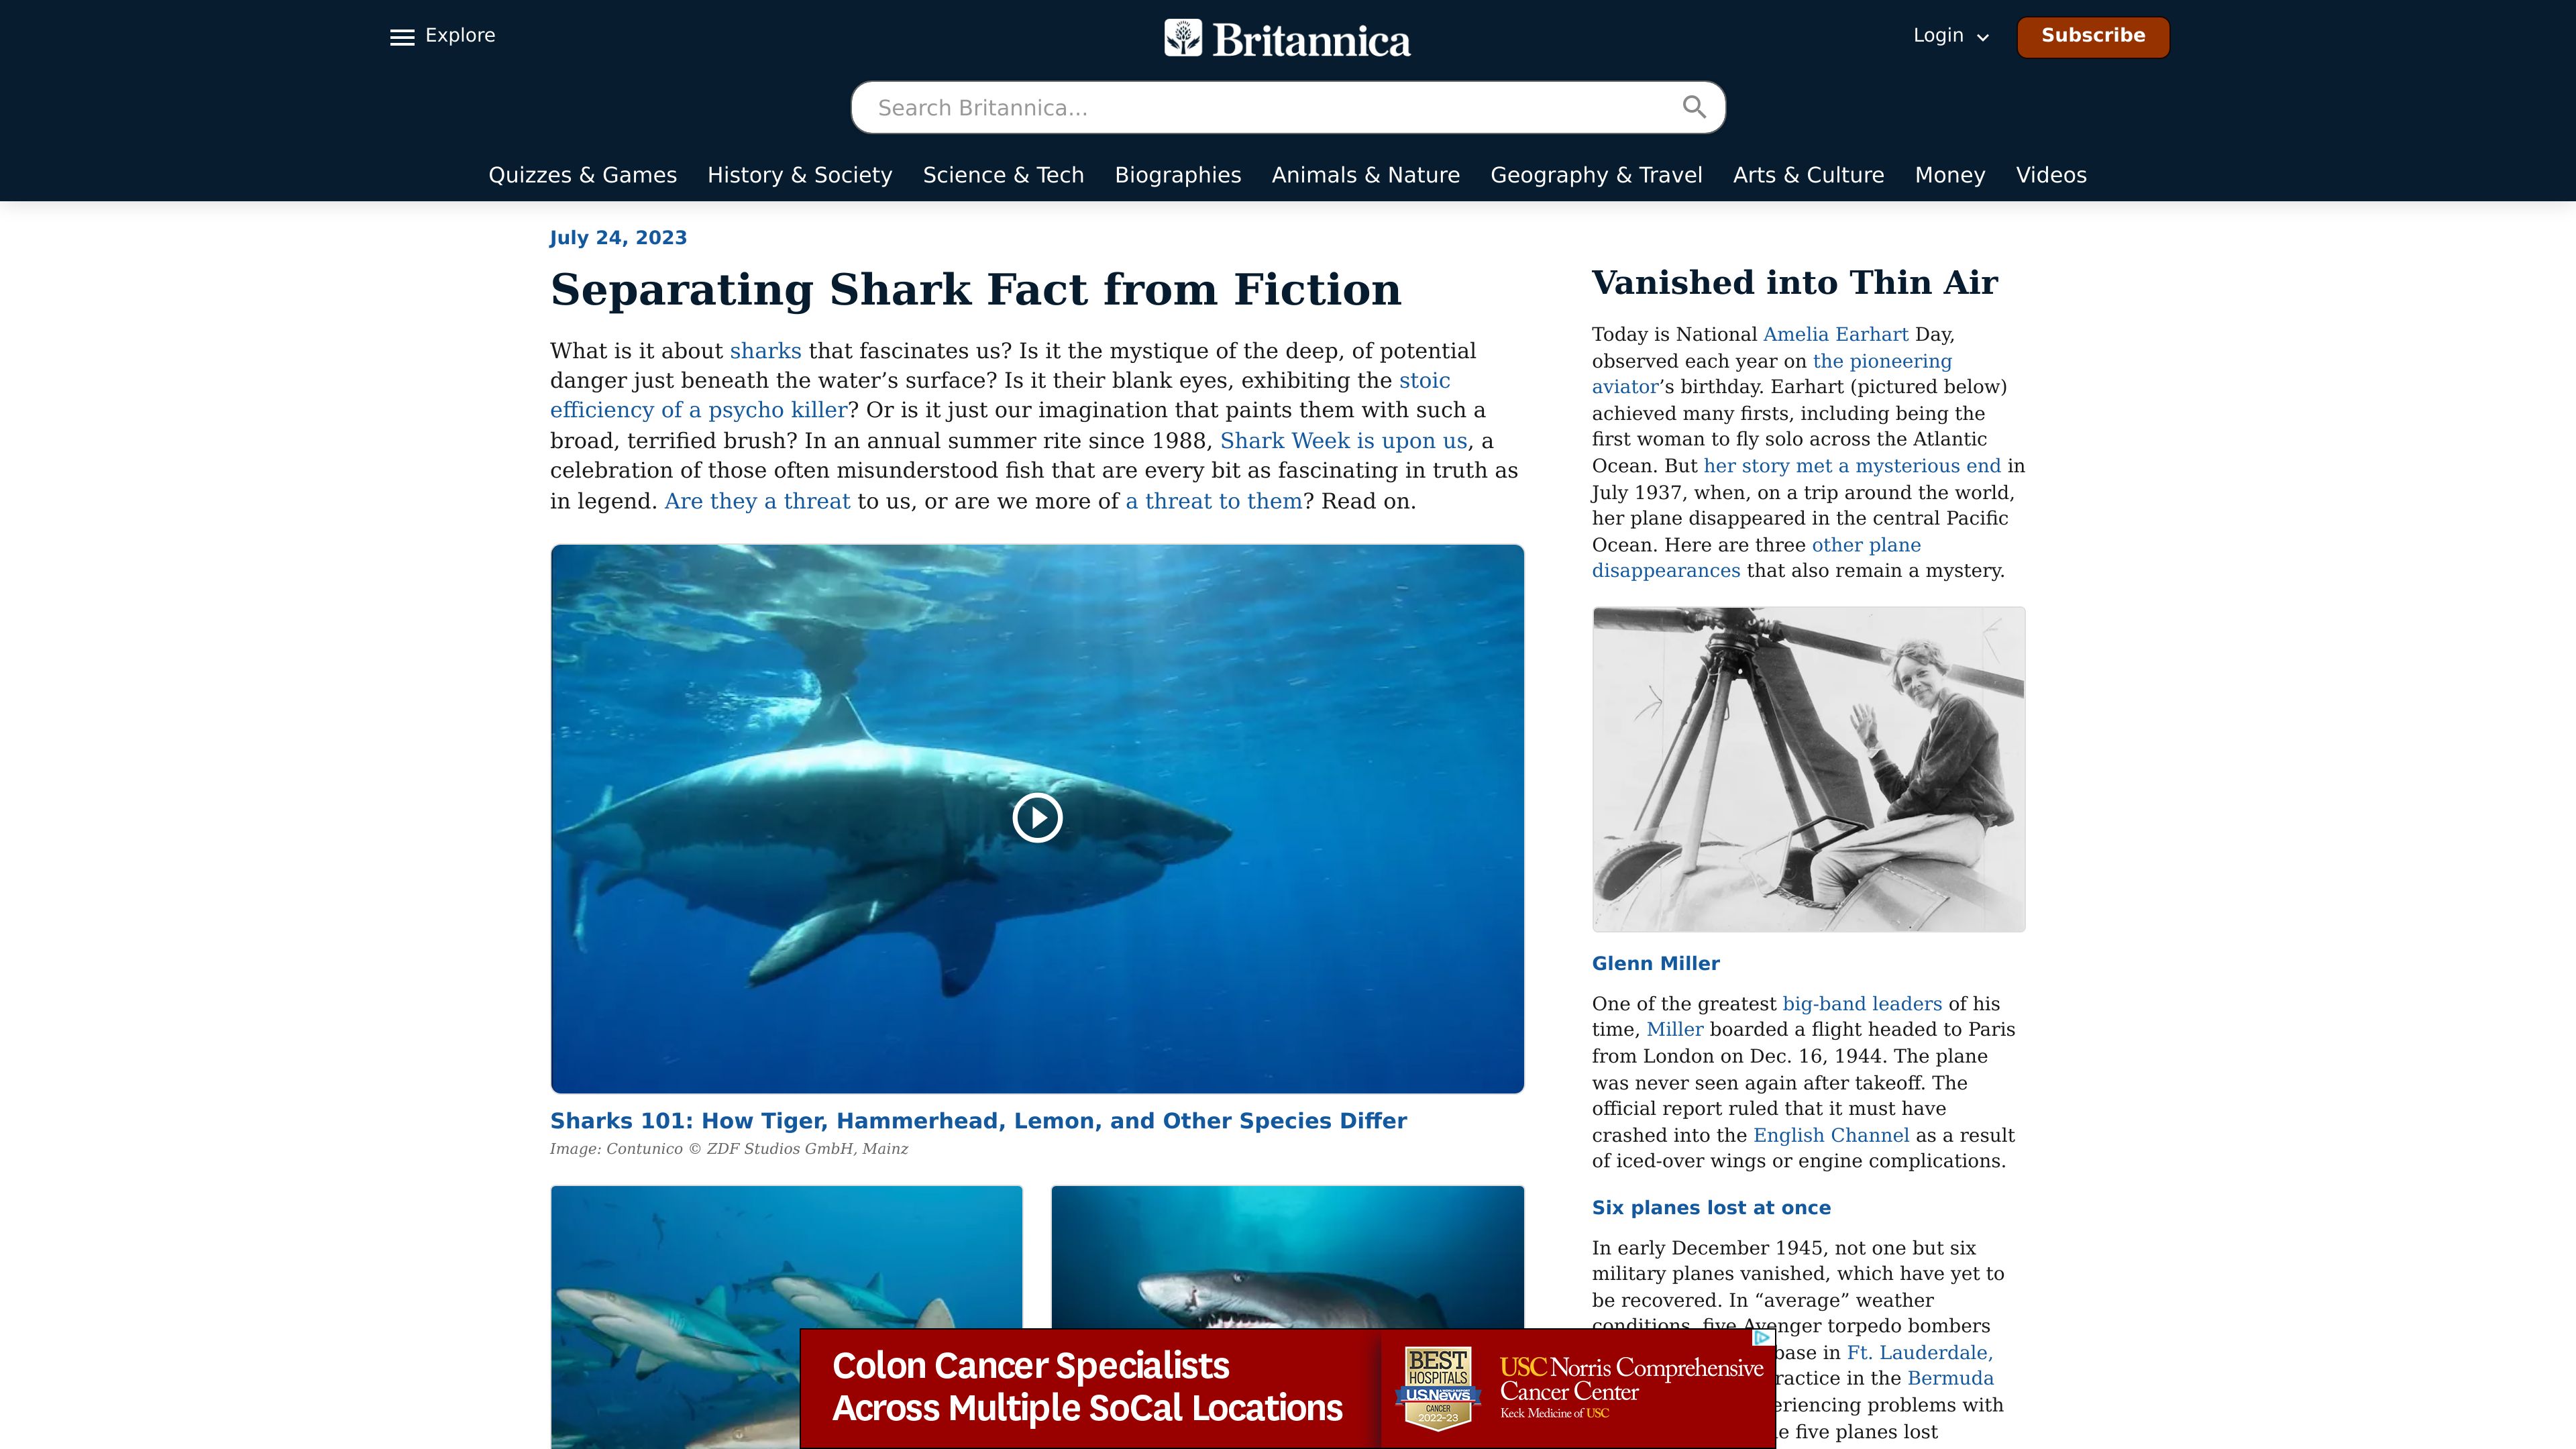 Explore
Britannica
Login
Subscribe
Search Britannica...
Quizzes & Games
History & Society
Science & Tech
Biographies
Animals & Nature
Geography & Travel
Arts & Culture
Money
Videos
July 24, 2023
Separating Shark Fact from Fiction
What is it about sharks that fascinates us? Is it the mystique of the deep, of potential
danger just beneath the water’s surface? Is it their blank eyes, exhibiting the stoic
efficiency of a psycho killer? Or is it just our imagination that paints them with such a
broad, terrified brush? In an annual summer rite since 1988, Shark Week is upon us, a
celebration of those often misunderstood fish that are every bit as fascinating in truth as
in legend. Are they a threat to us, or are we more of a threat to them? Read on.
Sharks 101: How Tiger, Hammerhead, Lemon, and Other Species Differ
Image: Contunico © ZDF Studios GmbH, Mainz
Vanished into Thin Air
Today is National Amelia Earhart Day,
observed each year on the pioneering
aviator’s birthday. Earhart (pictured below)
achieved many firsts, including being the
first woman to fly solo across the Atlantic
Ocean. But her story met a mysterious end in
July 1937, when, on a trip around the world,
her plane disappeared in the central Pacific
Ocean. Here are three other plane
disappearances that also remain a mystery.
Glenn Miller
One of the greatest big-band leaders of his
time, Miller boarded a flight headed to Paris
from London on Dec. 16, 1944. The plane
was never seen again after takeoff. The
official report ruled that it must have
crashed into the English Channel as a result
of iced-over wings or engine complications.
Six planes lost at once
In early December 1945, not one but six
military planes vanished, which have yet to
be recovered. In “average” weather
conditions, five Avenger torpedo bombers
base in Ft. Lauderdale,
in the Bermuda
problems with
five planes lost
Colon Cancer Specialists
Across Multiple SoCal Locations
BEST
HOSPITALS
U.S.News
CANCER
2022-23
USC Norris Comprehensive
Cancer Center
Keck Medicine of USC